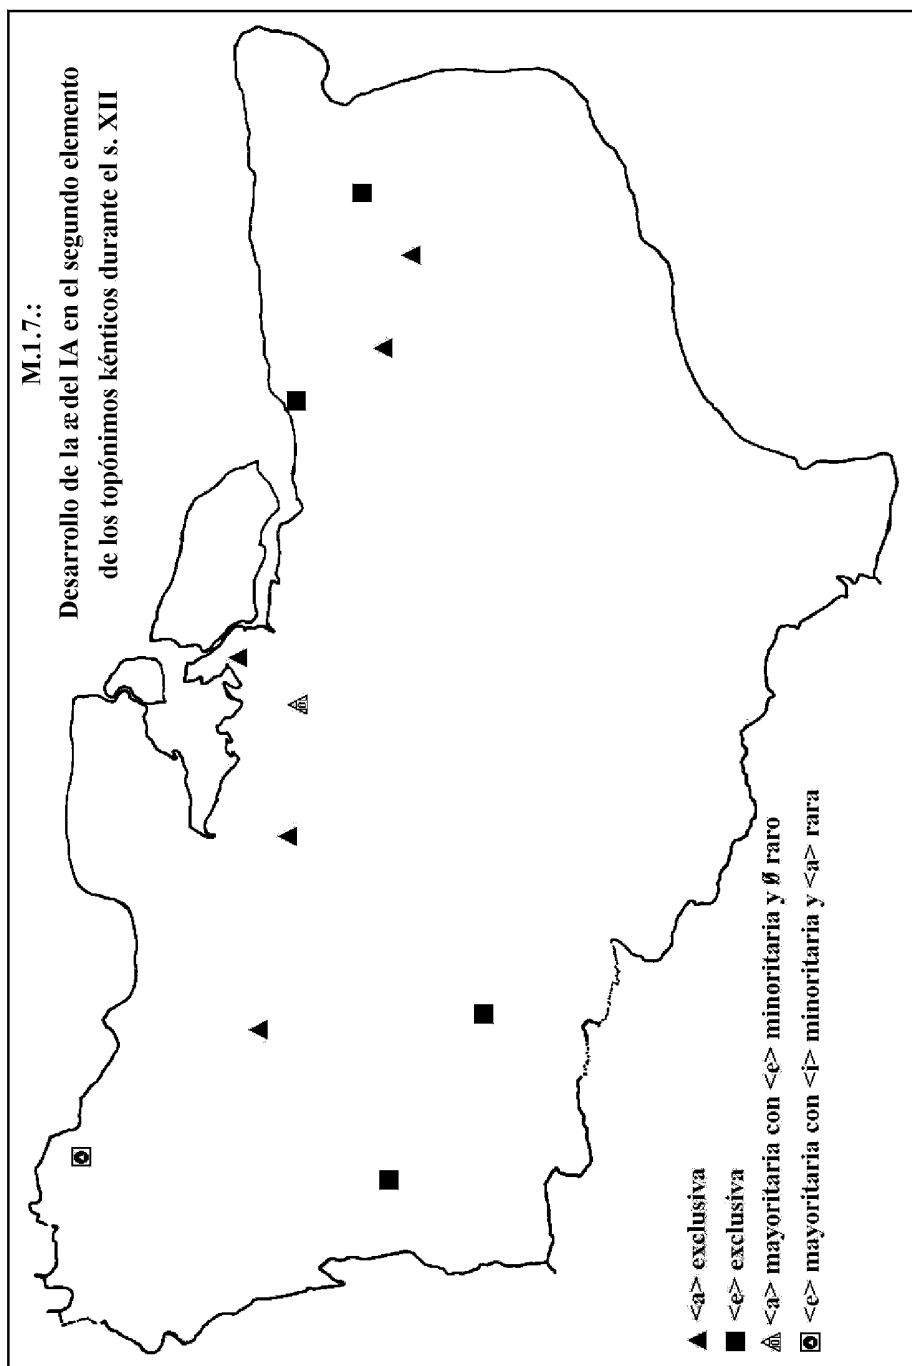 M.1.7.:
Desarrollo de la æ del IA en el segundo elemento
de los topónimos kénticos durante el s. XII
<a> exclusiva
<e> exclusiva
<a> mayoritaria con <e> minoritaria y Ø raro
<e> mayoritaria con <i> minoritaria y <a> rara